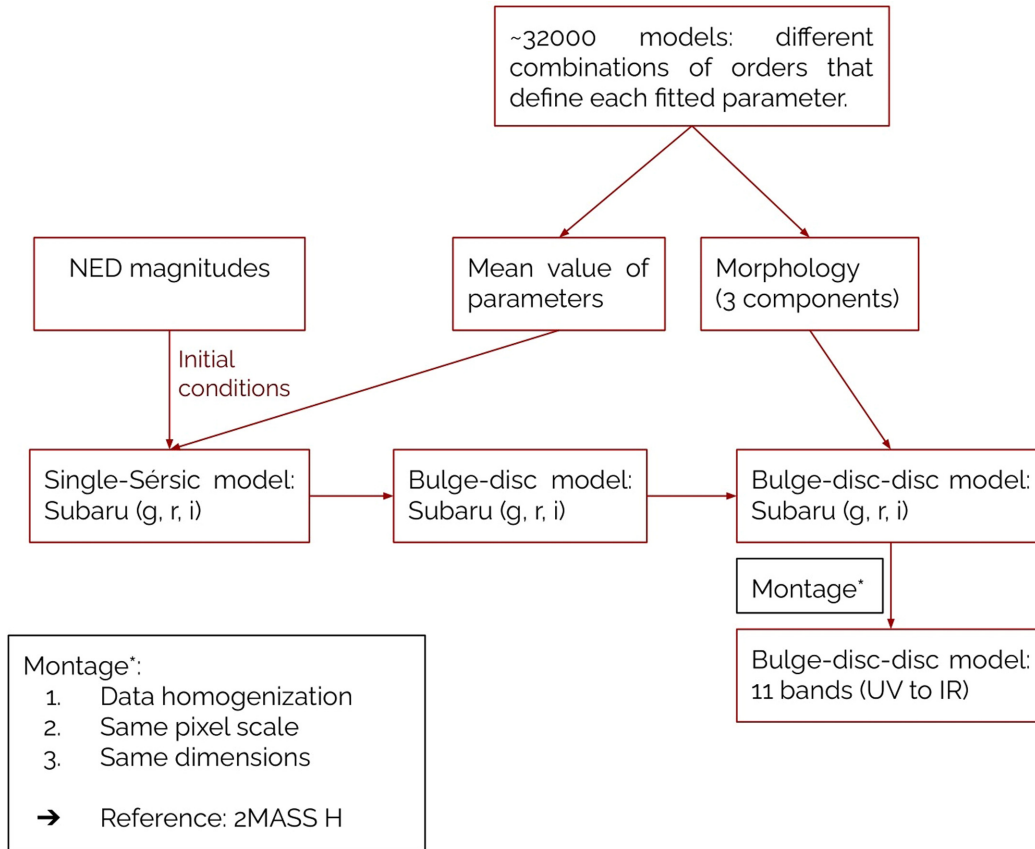 ~32000 models: different
combinations of orders that
define each fitted parameter.
NED magnitudes
Mean value of
parameters
Morphology
(3 components)
Initial
conditions
Single-Sérsic model:
Subaru (g, r, i)
Bulge-disc model:
Subaru (g, r, i)
Bulge-disc-disc model:
Subaru (g, r, i)
Montage*
Bulge-disc-disc model:
11 bands (UV to IR)
Montage*:
1. Data homogenization
2. Same pixel scale
3. Same dimensions
➔ Reference: 2MASS H